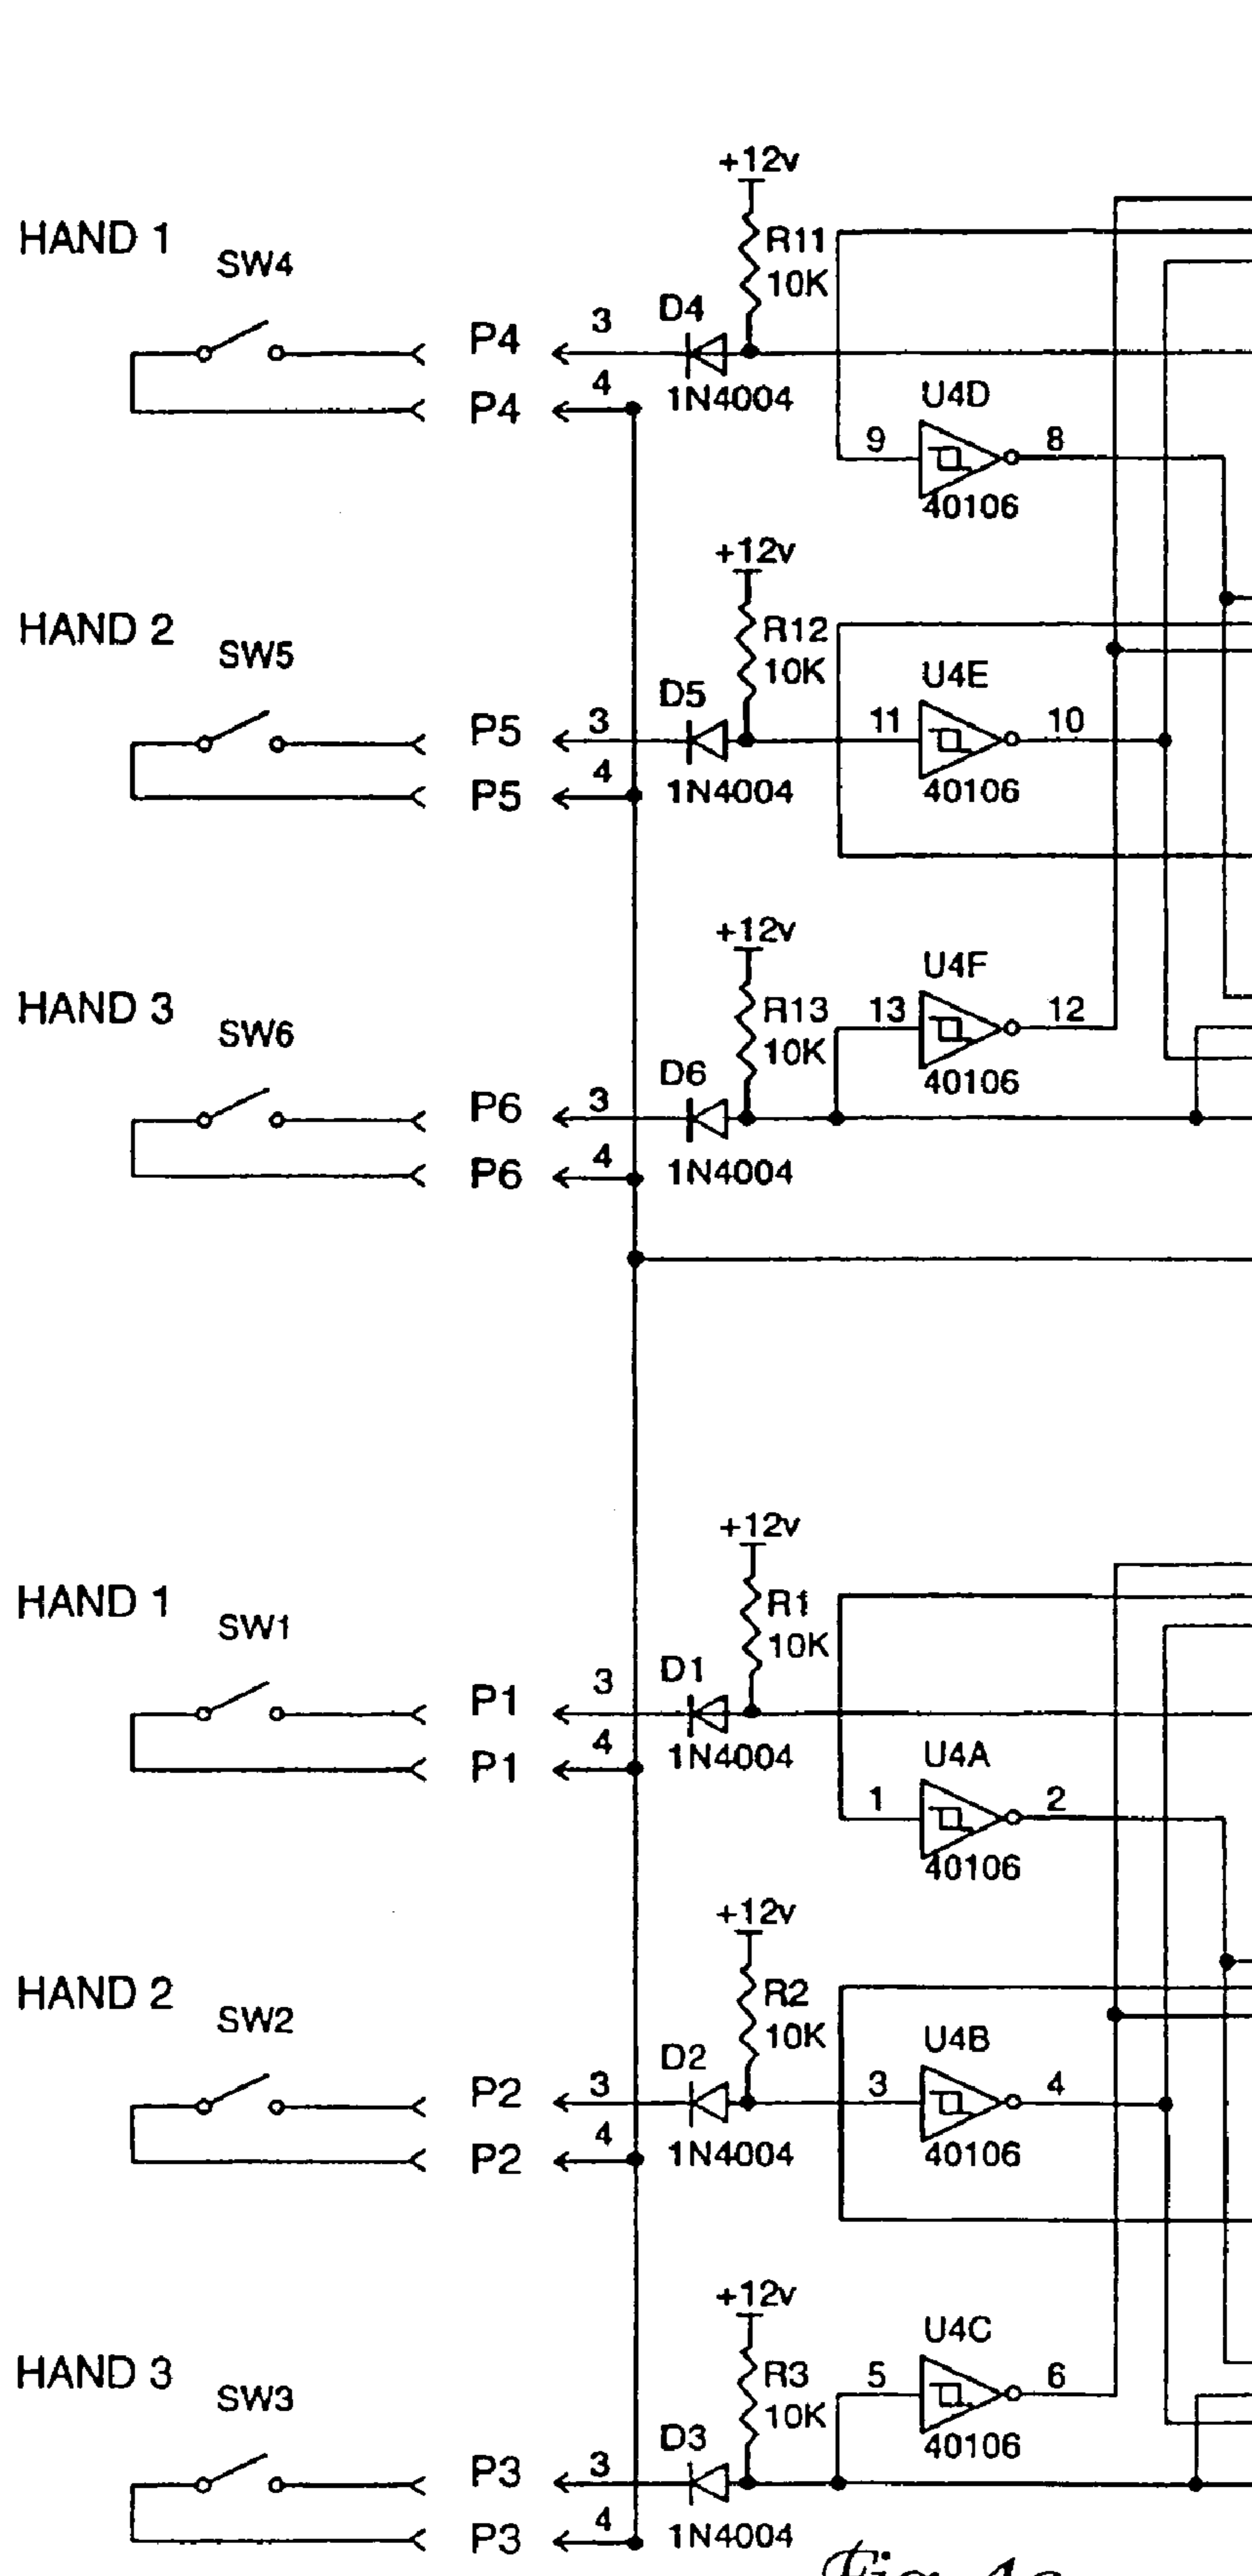 +12v
HAND 1
SW4
R11
10K
D4
3
P4
4
P4
1N4004
U4D
9
8
40106
+12v
HAND 2
SW5
R12
10K
D5
3
P5
4
P5
1N4004
U4E
11
10
40106
+12v
HAND 3
SW6
R13
10K
D6
3
P6
4
P6
1N4004
U4F
13
12
40106
+12v
HAND 1
SW1
R1
10K
D1
3
P1
4
P1
1N4004
U4A
1
2
40106
+12v
HAND 2
SW2
R2
10K
D2
3
P2
4
P2
1N4004
U4B
3
4
40106
+12v
HAND 3
SW3
R3
10K
D3
3
P3
4
P3
1N4004
U4C
5
6
40106